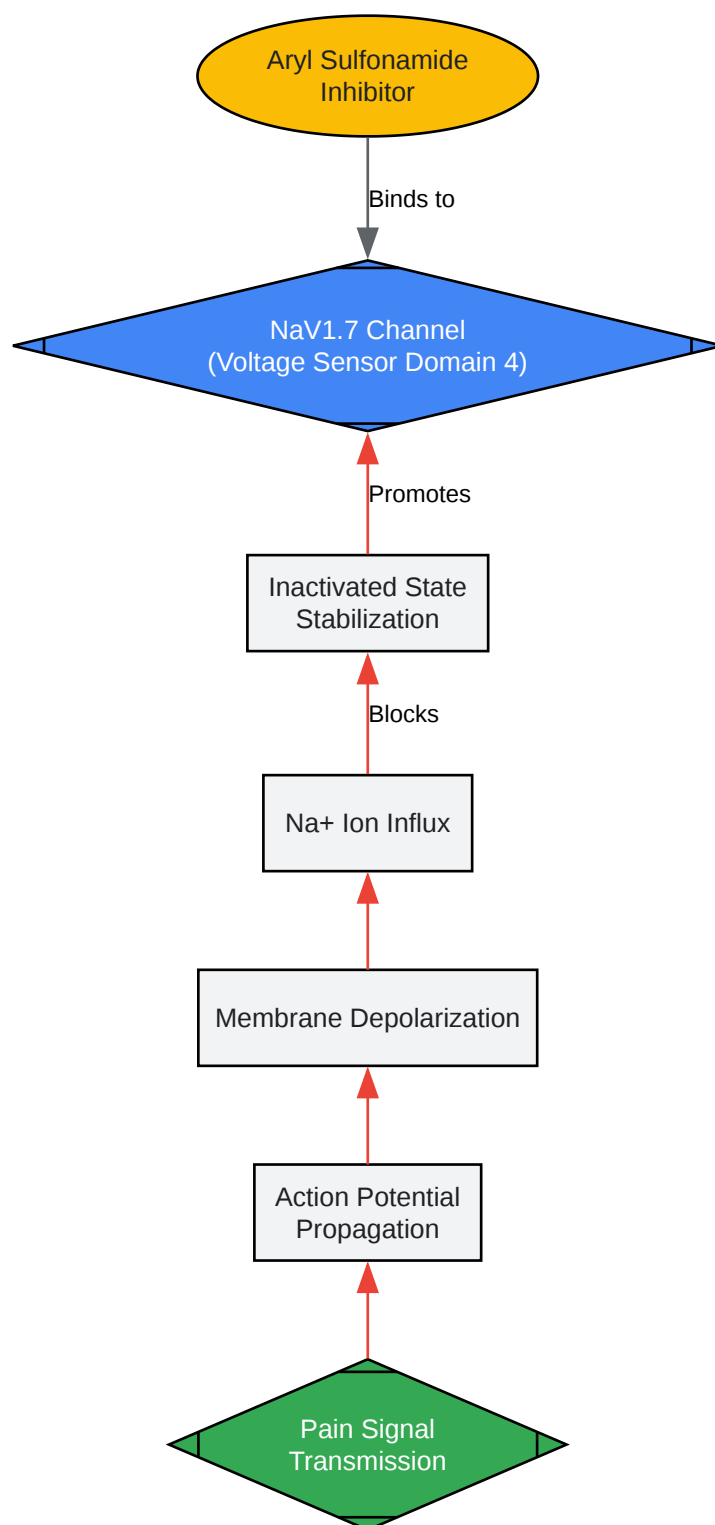 Aryl Sulfonamide
Inhibitor
Binds to
NaV1.7 Channel
(Voltage Sensor Domain 4)
Promotes
Inactivated State
Stabilization
Blocks
Na+ Ion Influx
Membrane Depolarization
Action Potential
Propagation
Pain Signal
Transmission